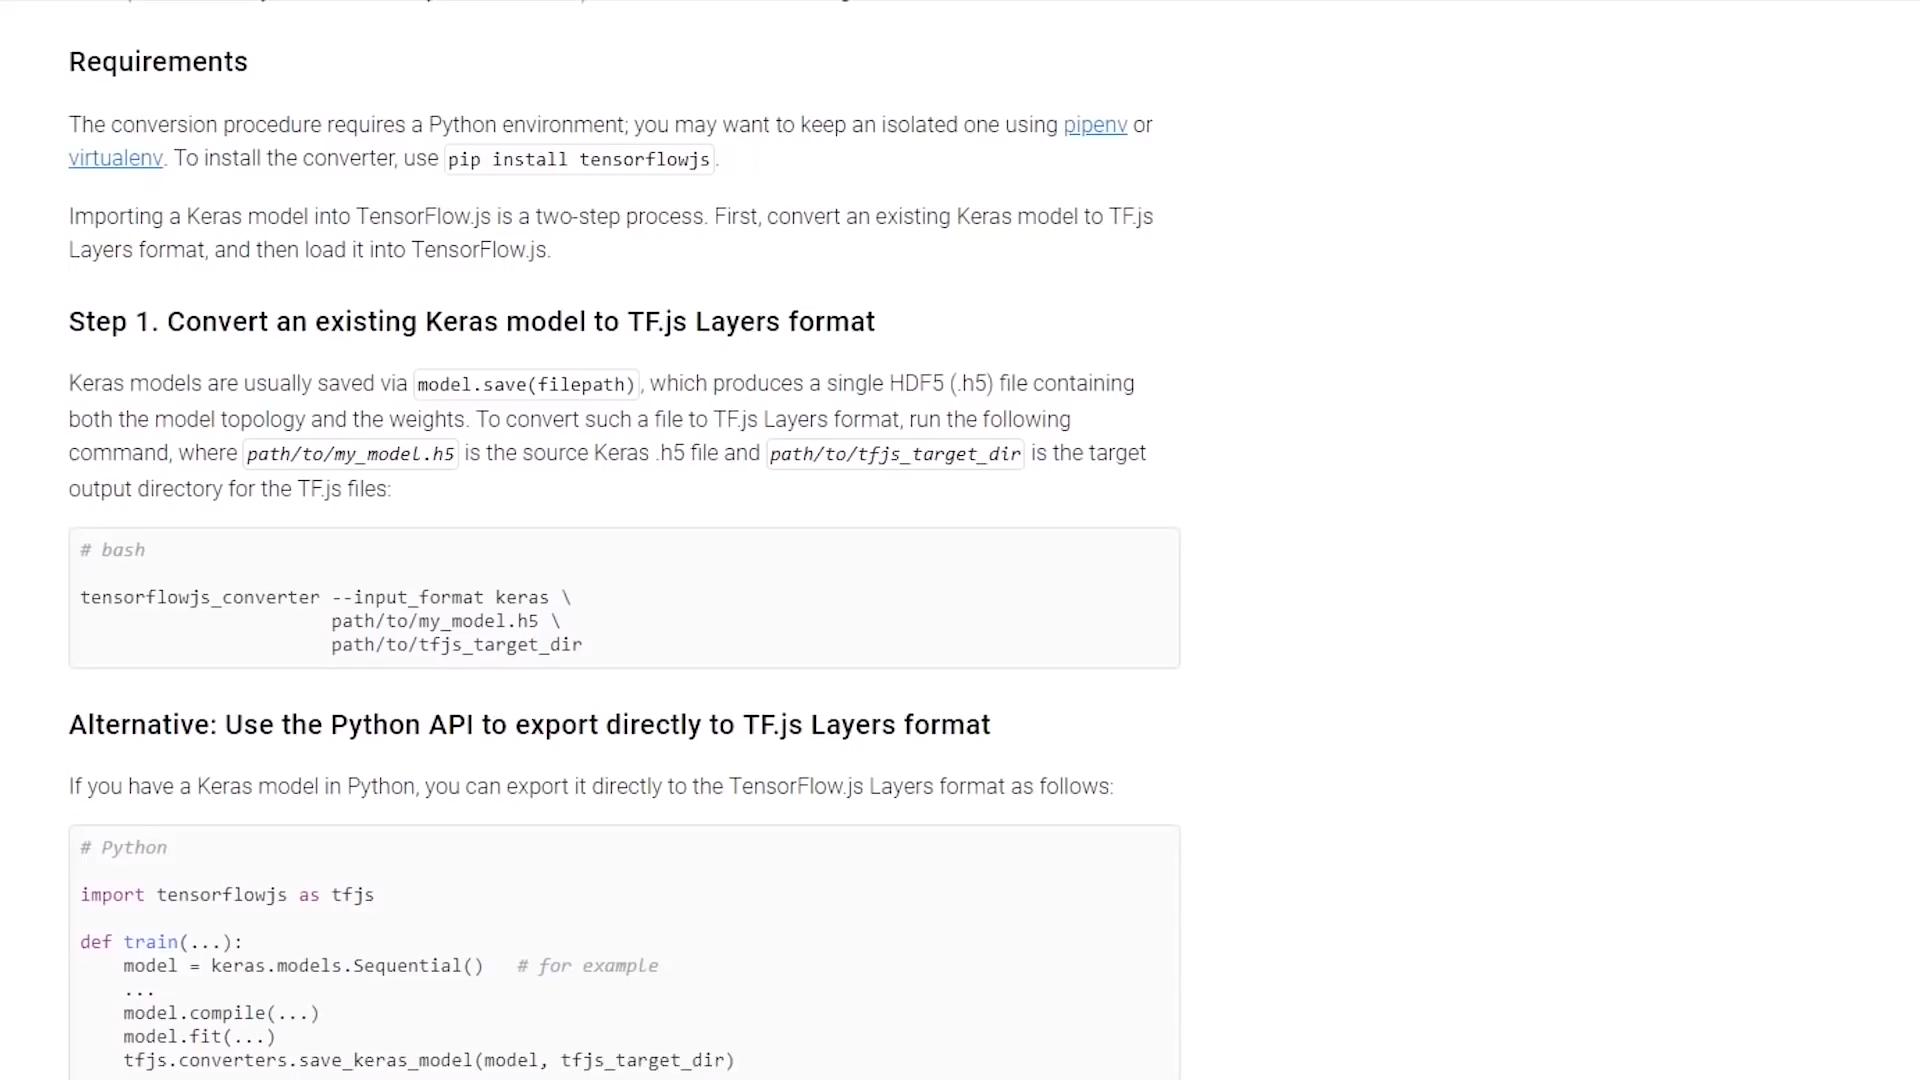 Requirements
The conversion procedure requires a Python environment; you may want to keep an isolated one using pipenv or
virtualenv. To install the converter, use pip install tensorflowjs.
Importing a Keras model into TensorFlow.js is a two-step process. First, convert an existing Keras model to TF.js
Layers format, and then load it into TensorFlow.js.
Step 1. Convert an existing Keras model to TF.js Layers format
Keras models are usually saved via model.save(filepath), which produces a single HDF5 (.h5) file containing
both the model topology and the weights. To convert such a file to TF.js Layers format, run the following
command, where path/to/my_model.h5 is the source Keras .h5 file and path/to/tfjs_target_dir is the target
output directory for the TF.js files:
# bash
tensorflowjs_converter --input_format keras \
path/to/my_model.h5 \
path/to/tfjs_target_dir
Alternative: Use the Python API to export directly to TF.js Layers format
If you have a Keras model in Python, you can export it directly to the TensorFlow.js Layers format as follows:
# Python
import tensorflowjs as tfjs
def train(...):
model = keras.models.Sequential()   # for example
...
model.compile(...)
model.fit(...)
tfjs.converters.save_keras_model(model, tfjs_target_dir)